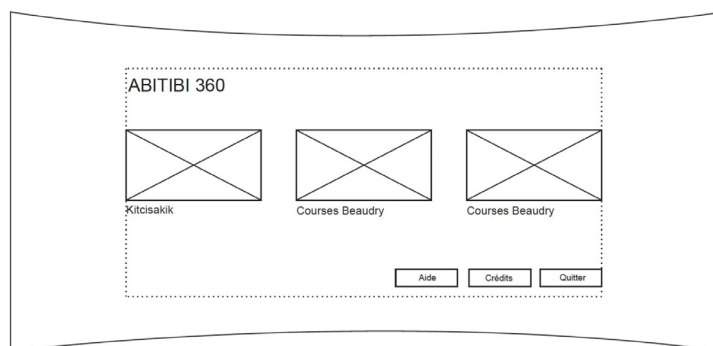 ABITIBI 360
Kitcisakik
Courses Beaudry
Courses Beaudry
Aide
Crédits
Quitter